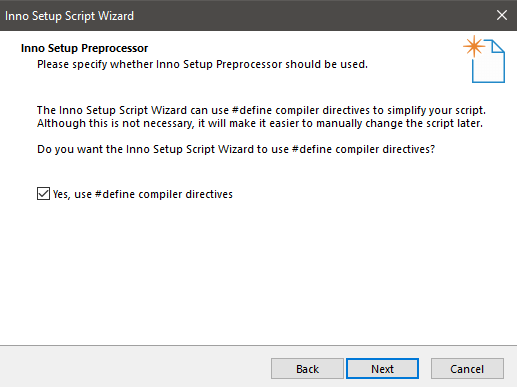 Inno Setup Script Wizard
Inno Setup Preprocessor
Please specify whether Inno Setup Preprocessor should be used.
The Inno Setup Script Wizard can use #define compiler directives to simplify your script.
Although this is not necessary, it will make it easier to manually change the script later.
Do you want the Inno Setup Script Wizard to use #define compiler directives?
Yes, use #define compiler directives
Back Next Cancel